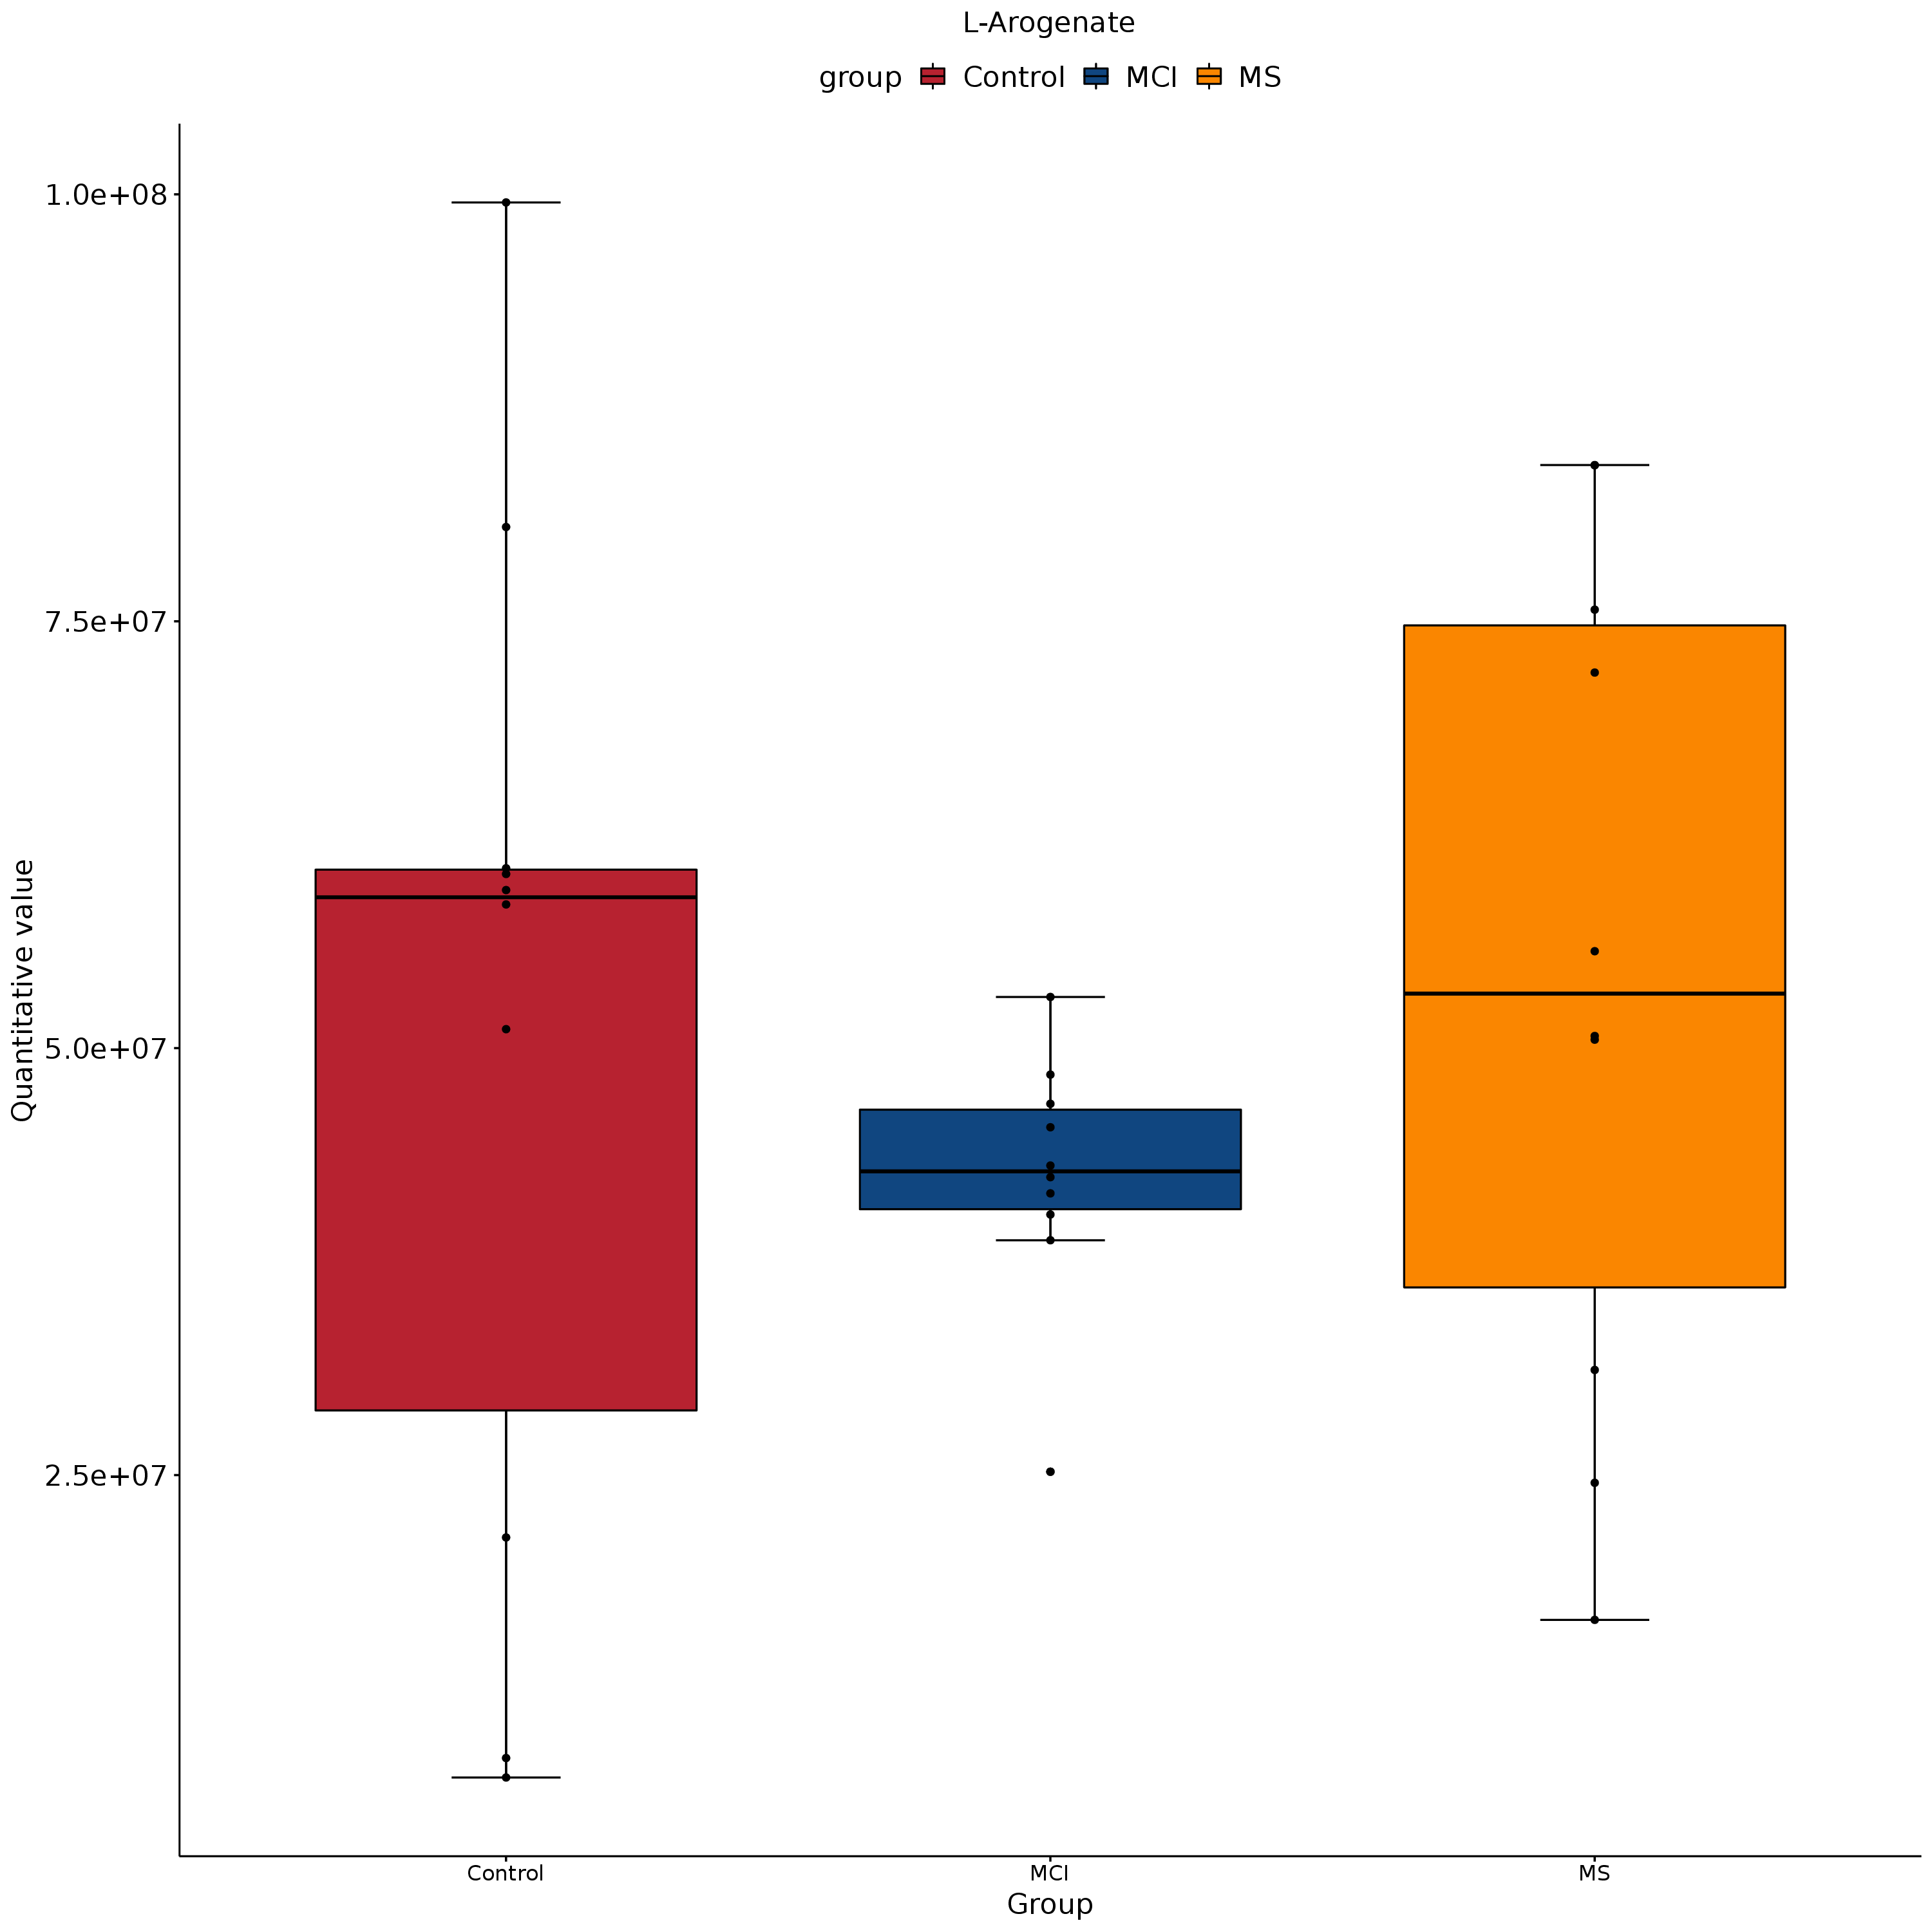 L-Arogenate
group Control MCI MS
1.0e+08
7.5e+07
5.0e+07
2.5e+07
Quantitative value
Control MCI MS
Group